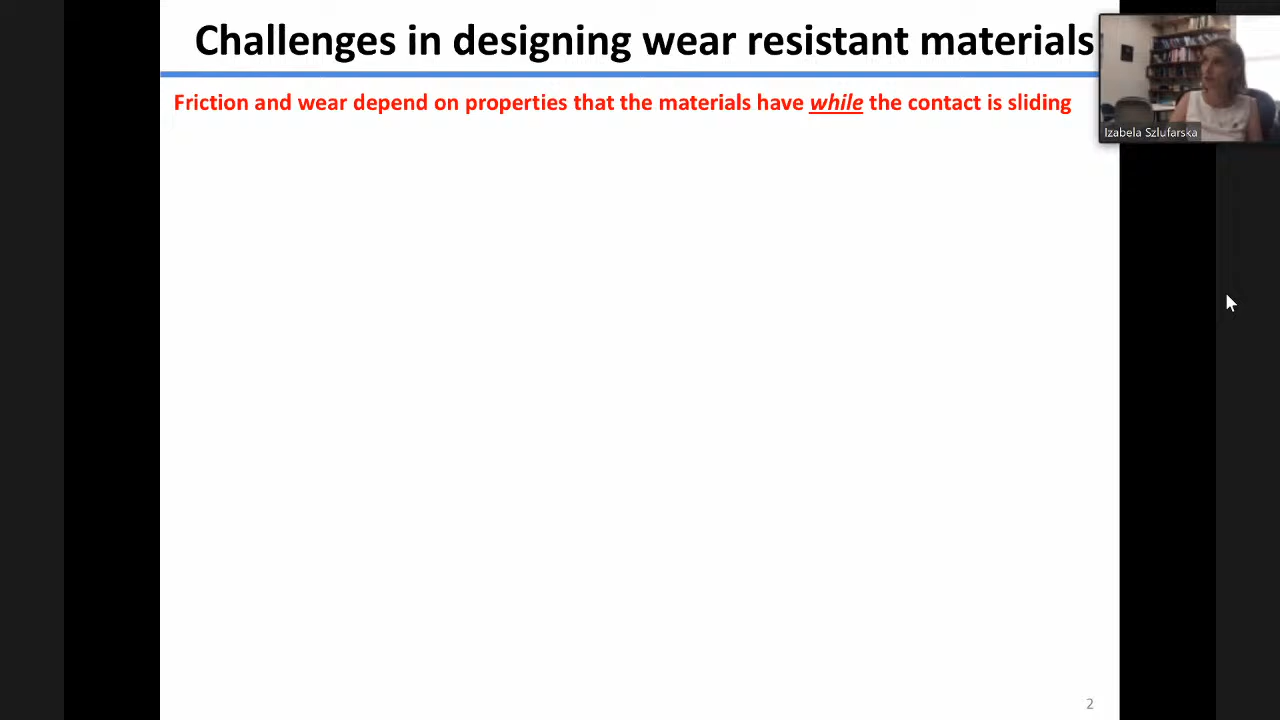 Challenges in designing wear resistant materials
Friction and wear depend on properties that the materials have while the contact is sliding
Izabela Szlufarska
2